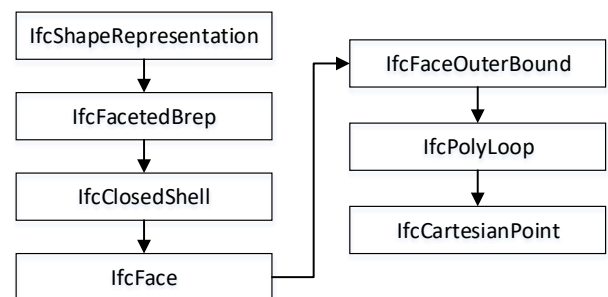 IfcShapeRepresentation
IfcFacetedBrep
IfcClosedShell
IfcFace
IfcFaceOuterBound
IfcPolyLoop
IfcCartesianPoint